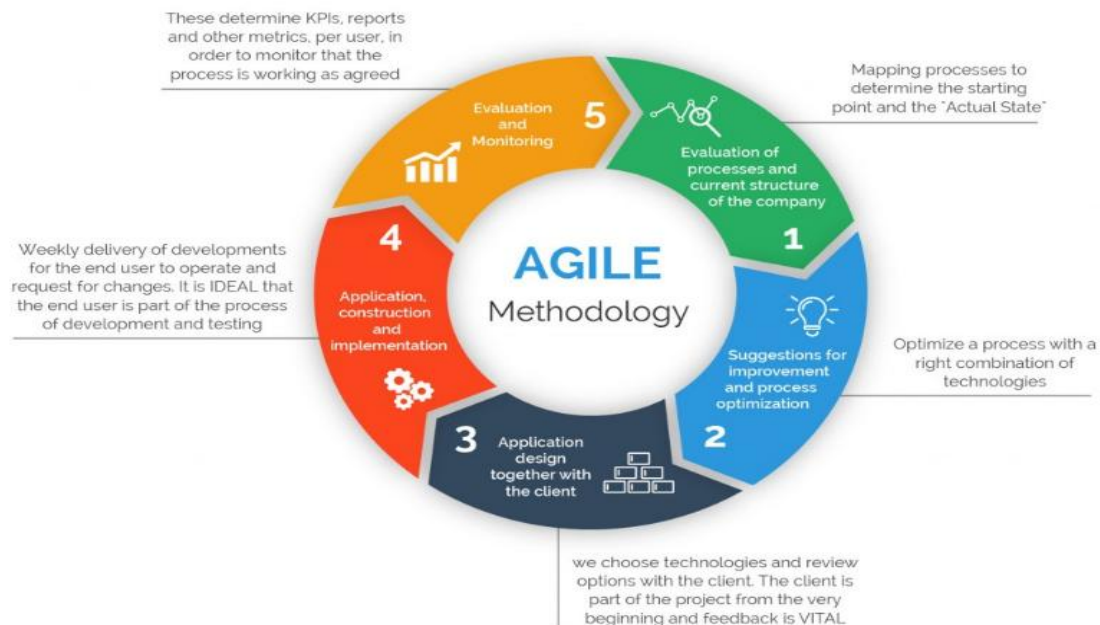 AGILE
Methodology
1
Evaluation of
processes and
current structure
of the company
Mapping processes to
determine the starting
point and the "Actual State"
2
Suggestions for
improvement
and process
optimization
Optimize a process with a
right combination of
technologies
3
Application
design
together with
the client
we choose technologies and review
options with the client. The client is
part of the project from the very
beginning and feedback is VITAL
4
Application,
construction
and
implementation
Weekly delivery of developments
for the end user to operate and
request for changes. It is IDEAL that
the end user is part of the process
of development and testing
5
Evaluation
and
Monitoring
These determine KPIs, reports
and other metrics, per user, in
order to monitor that the
process is working as agreed